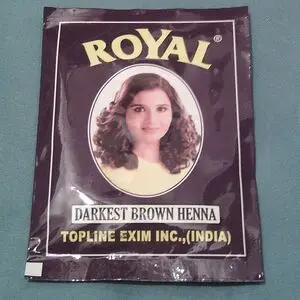 ROYAL®
DARKEST BROWN HENNA
TOPLINE EXIM INC.,(INDIA)